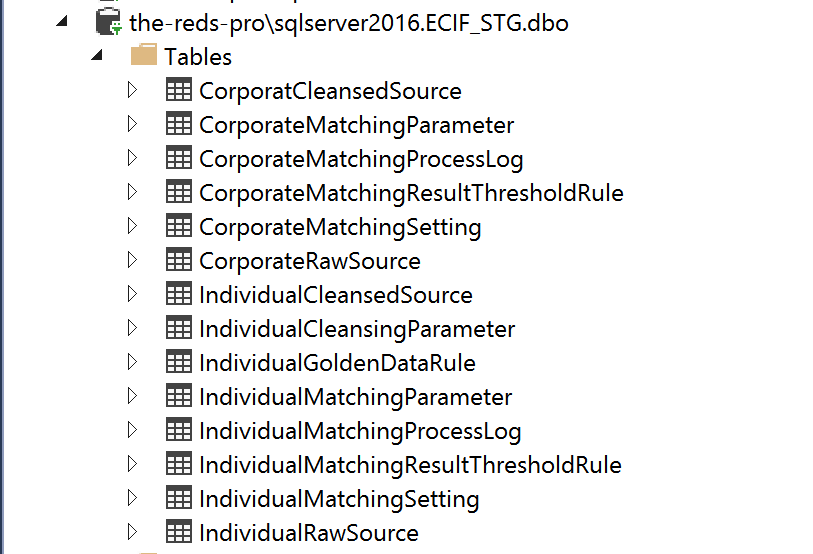 the-reds-pro\sqlserver2016.ECIF_STG.dbo
Tables
CorporatCleansedSource
CorporateMatchingParameter
CorporateMatchingProcessLog
CorporateMatchingResultThresholdRule
CorporateMatchingSetting
CorporateRawSource
IndividualCleansedSource
IndividualCleansingParameter
IndividualGoldenDataRule
IndividualMatchingParameter
IndividualMatchingProcessLog
IndividualMatchingResultThresholdRule
IndividualMatchingSetting
IndividualRawSource